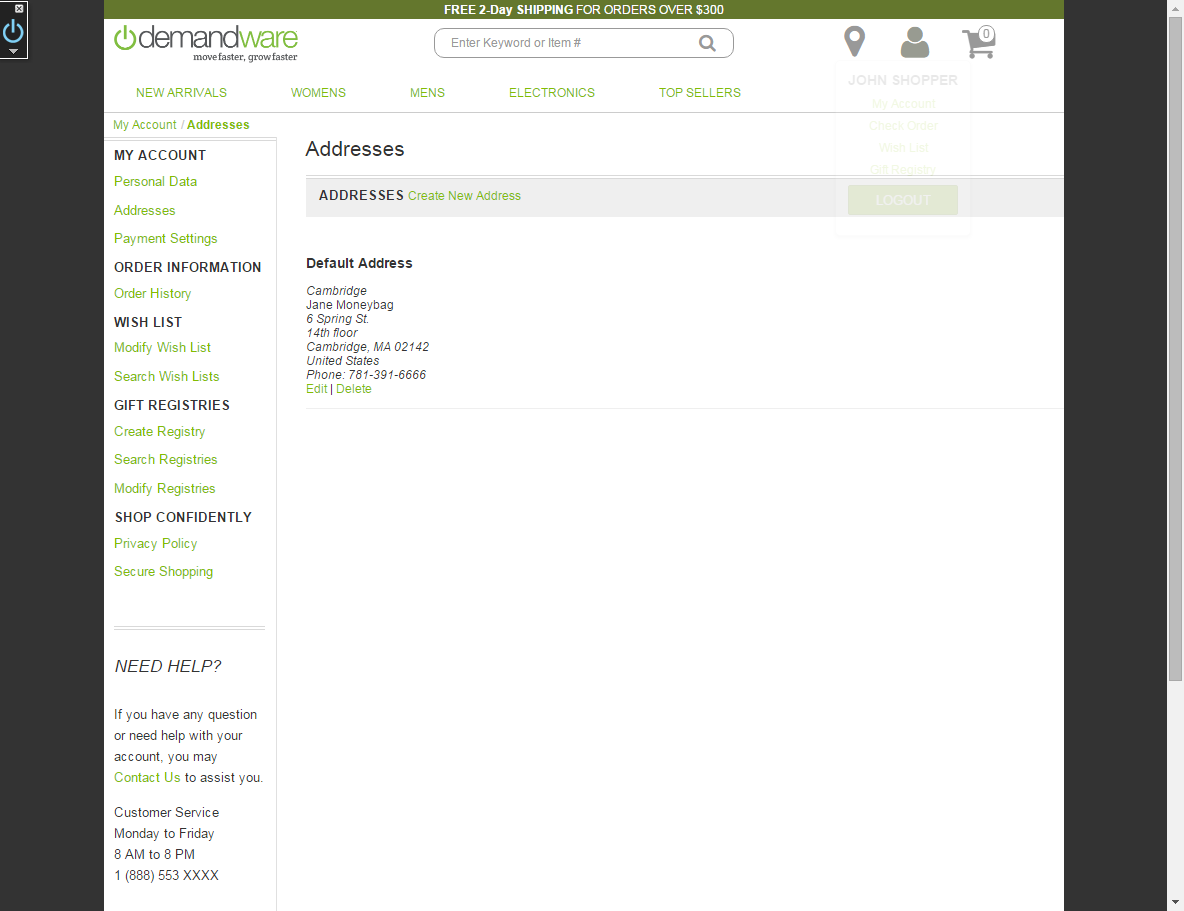 FREE 2-Day SHIPPING FOR ORDERS OVER $300
demandware
move faster, grow faster
Enter Keyword or Item #
0
NEW ARRIVALS WOMENS MENS ELECTRONICS TOP SELLERS
JOHN SHOPPER
My Account
Check Order
Wish List
Gift Registry
LOGOUT
My Account / Addresses
MY ACCOUNT
Personal Data
Addresses
Payment Settings
ORDER INFORMATION
Order History
WISH LIST
Modify Wish List
Search Wish Lists
GIFT REGISTRIES
Create Registry
Search Registries
Modify Registries
SHOP CONFIDENTLY
Privacy Policy
Secure Shopping
NEED HELP?
If you have any question
or need help with your
account, you may
Contact Us to assist you.
Customer Service
Monday to Friday
8 AM to 8 PM
1 (888) 553 XXXX
Addresses
ADDRESSES Create New Address
Default Address
Cambridge
Jane Moneybag
6 Spring St.
14th floor
Cambridge, MA 02142
United States
Phone: 781-391-6666
Edit | Delete